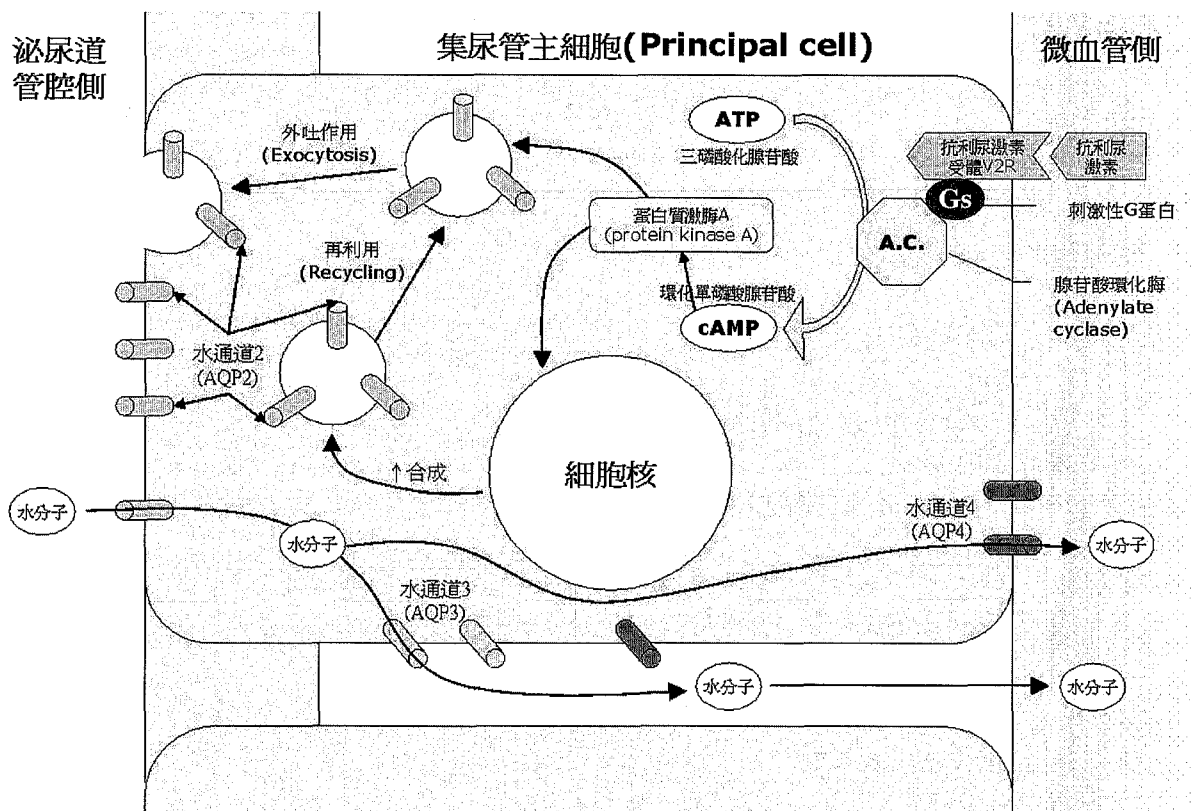 泌尿道
管腔側
集尿管主細胞(Principal cell)
微血管側
外吐作用
(Exocytosis)
ATP
三磷酸化腺苷酸
抗利尿激素
受體V2R
抗利尿
激素
Gs
刺激性G蛋白
蛋白質激酶A
(protein kinase A)
A.C.
再利用
(Recycling)
環化單磷酸腺苷酸
cAMP
腺苷酸環化酶
(Adenylate
cyclase)
水通道2
(AQP2)
↑合成
細胞核
水分子
水分子
水通道4
(AQP4)
水分子
水通道3
(AQP3)
水分子
水分子